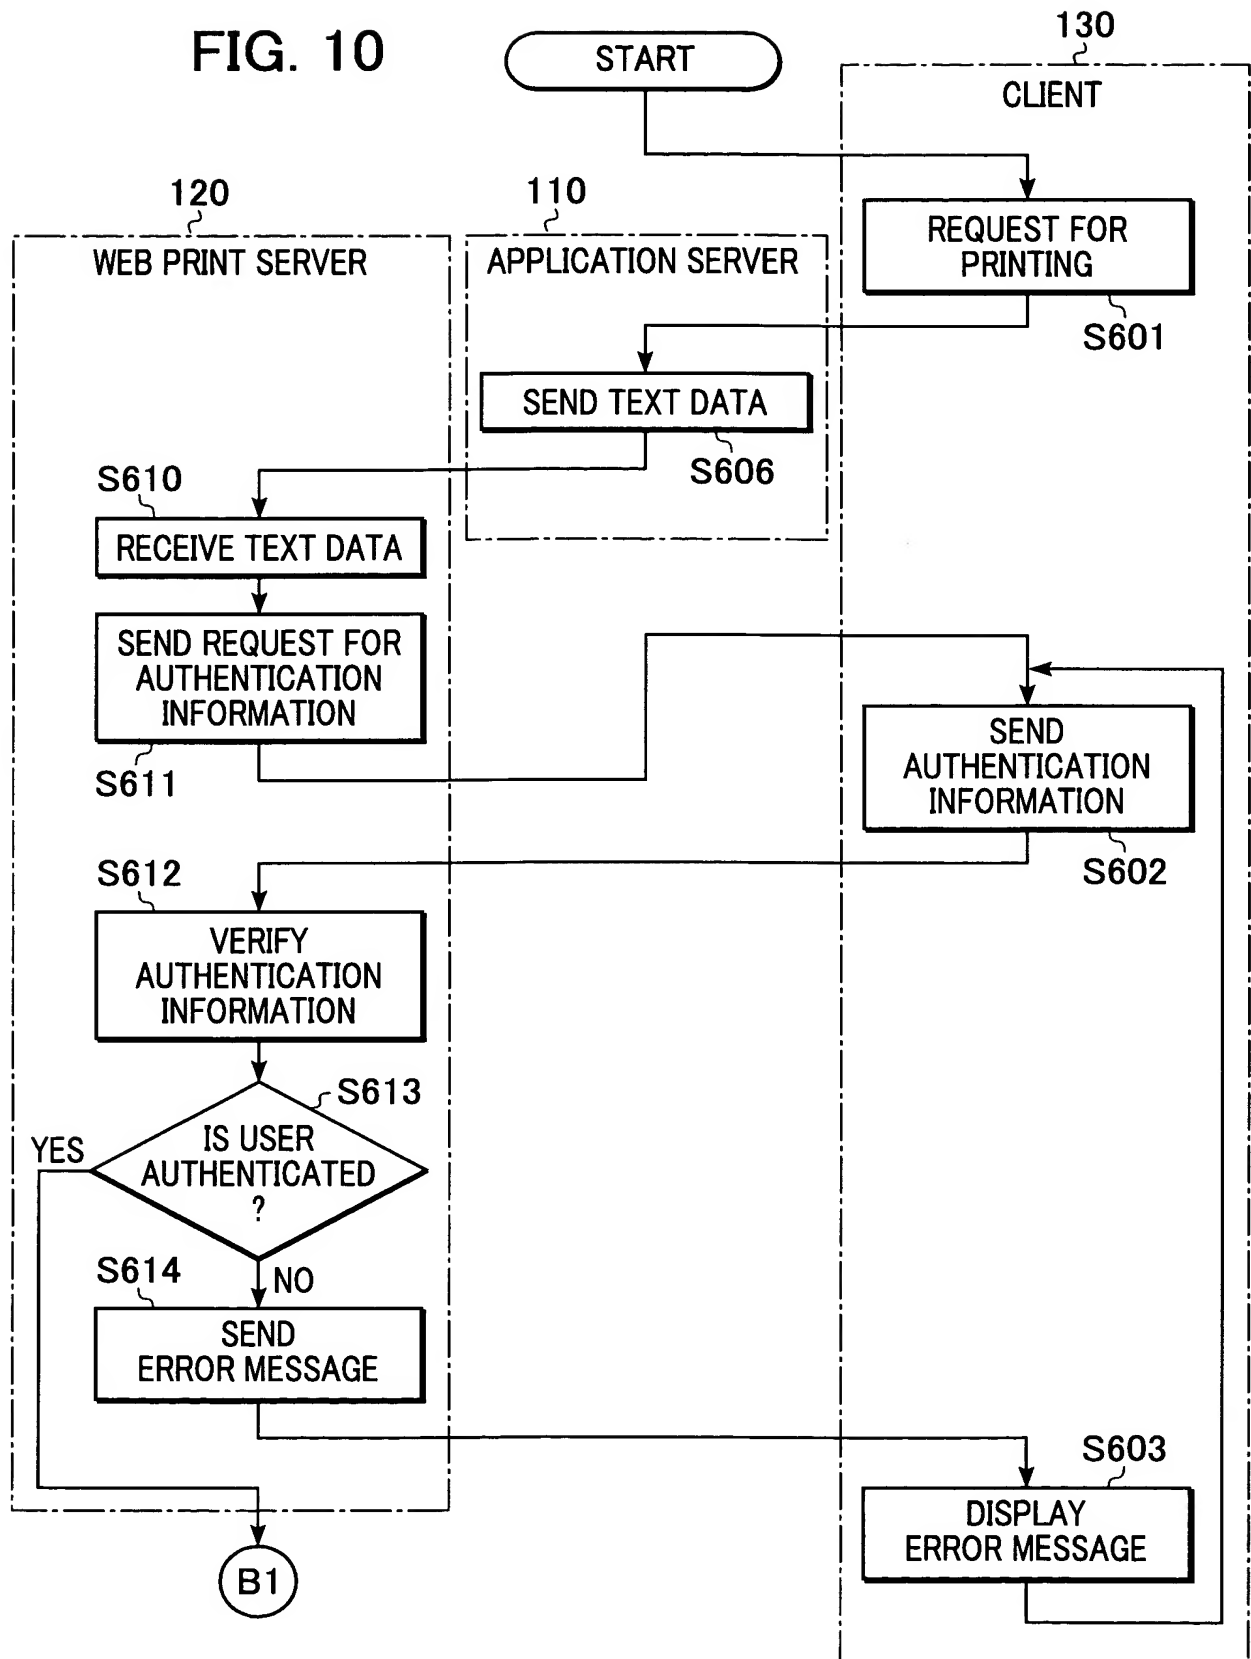 FIG. 10
START
130
CLIENT
120
110
WEB PRINT SERVER
APPLICATION SERVER
REQUEST FOR
PRINTING
S601
SEND TEXT DATA
S606
S610
RECEIVE TEXT DATA
SEND REQUEST FOR
AUTHENTICATION
INFORMATION
S611
SEND
AUTHENTICATION
INFORMATION
S602
S612
VERIFY
AUTHENTICATION
INFORMATION
S613
YES
IS USER
AUTHENTICATED
?
S614
NO
SEND
ERROR MESSAGE
S603
DISPLAY
ERROR MESSAGE
B1